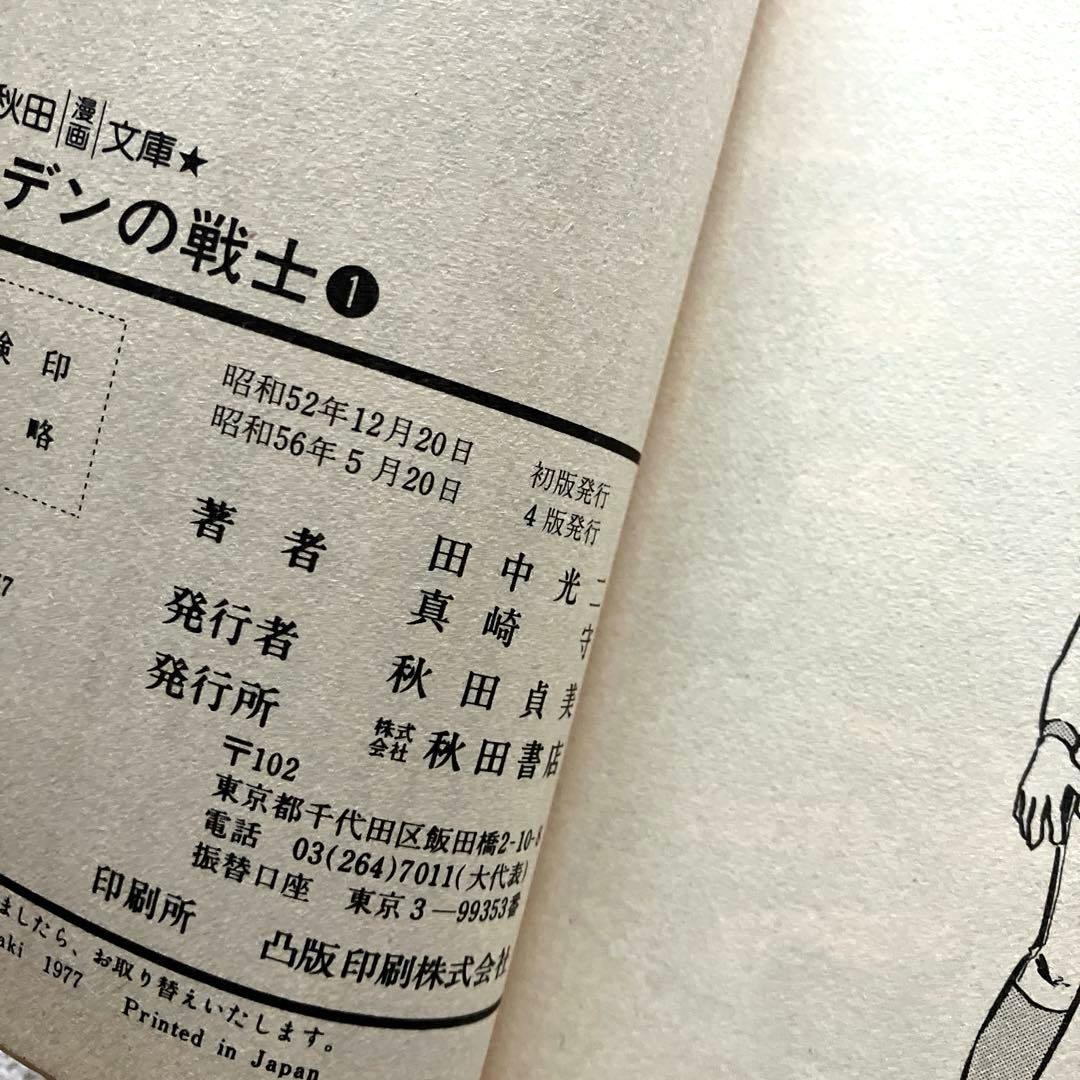 秋田漫画文庫★
デンの戦士❶
検印
略
昭和52年12月20日 初版発行
昭和56年5月20日 4版発行
著者 田中光二
真崎守
発行者 秋田貞美
発行所 株式会社 秋田書店
〒102
東京都千代田区飯田橋2-10-8
電話 03(264)7011(大代表)
振替口座 東京3-99353番
印刷所 凸版印刷株式会社
ましたら、お取り替えいたします。
aki 1977 Printed in Japan
7